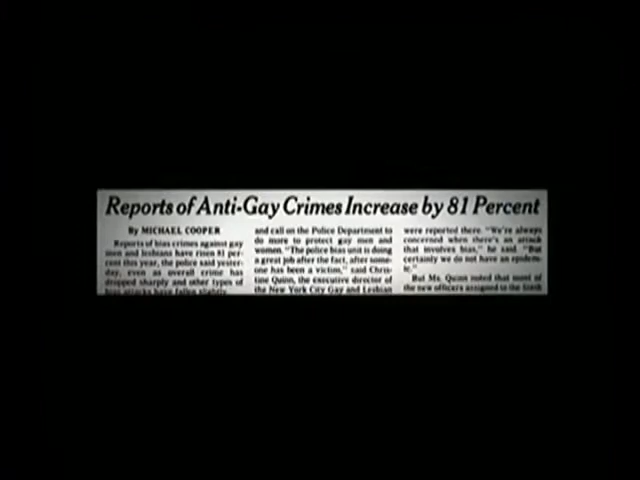 Reports of Anti-Gay Crimes Increase by 81 Percent
By MICHAEL COOPER
Reports of bias crimes against gay
men and lesbians have risen 81 per-
cent this year, the police said yester-
day, even as overall crime has
dropped sharply and other types of
bias attacks have fallen slightly.
and call on the Police Department to
do more to protect gay men and
women. "The police bias unit is doing
a great job after the fact, after some-
one has been a victim," said Chris-
tine Quinn, the executive director of
the New York City Gay and Lesbian
were reported there. "We're always
concerned when there's an attack
that involves bias," he said. "But
certainly we do not have an epidem-
ic."
But Ms. Quinn noted that most of
the new officers assigned to the